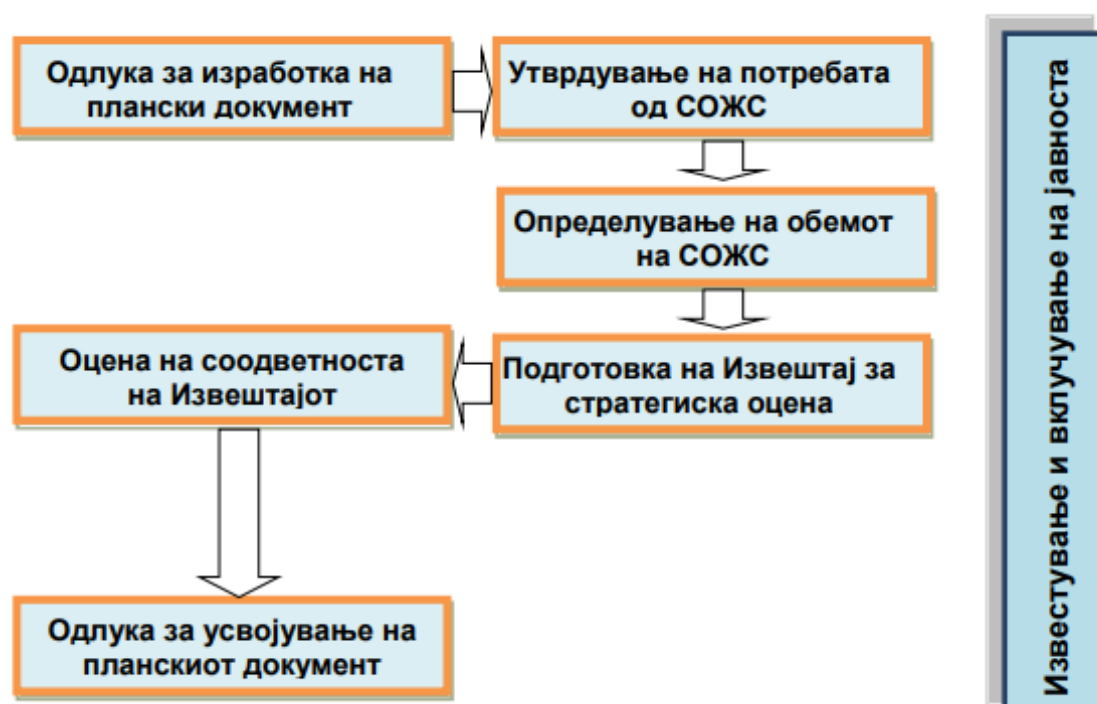 Одлука за изработка на
плански документ
Утврдување на потребата
од СОЖС
Определување на обемот
на СОЖС
Подготовка на Извештај за
стратегиска оцена
Оцена на соодветноста
на Извештајот
Одлука за усвојување на
планскиот документ
Известување и вклучување на јавноста